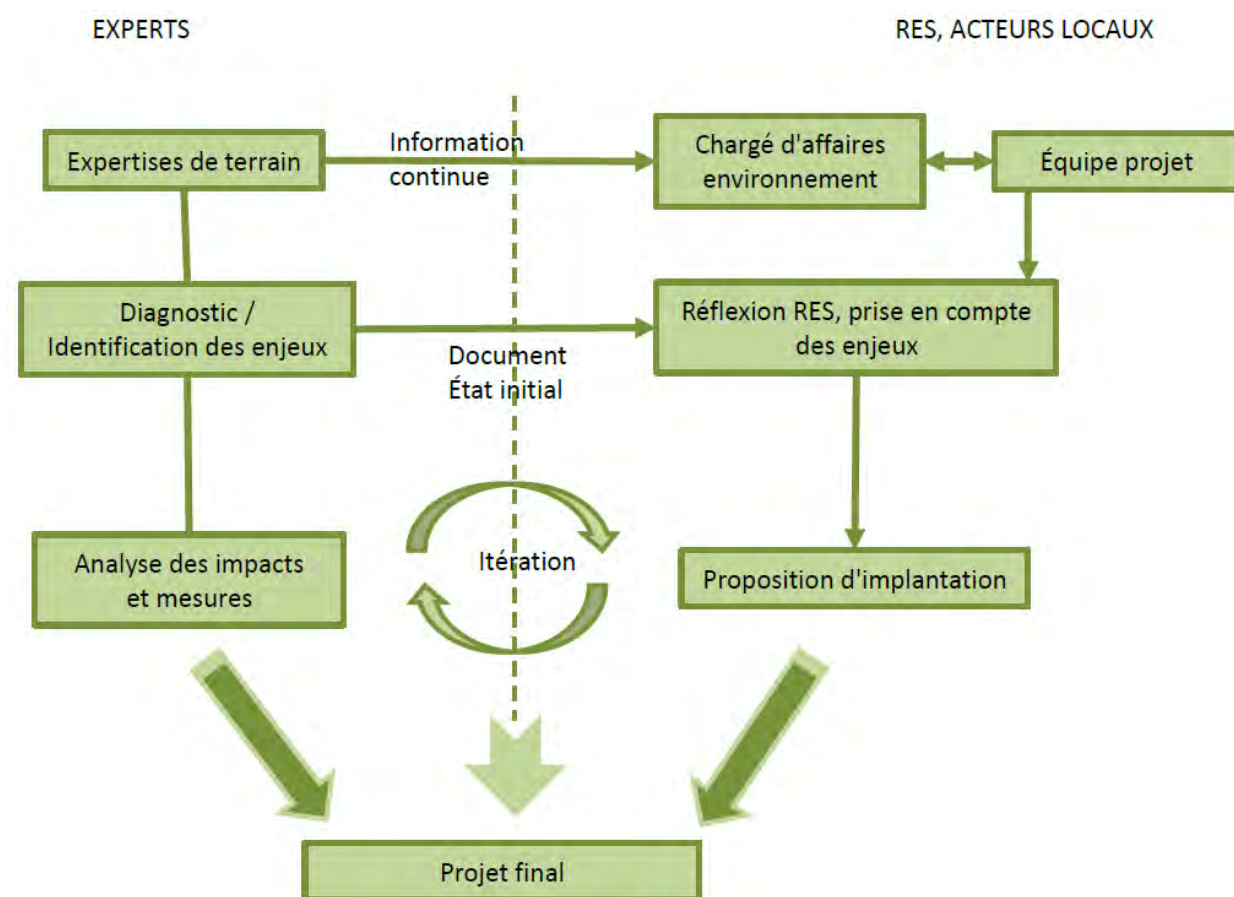 EXPERTS
RES, ACTEURS LOCAUX
Expertises de terrain
Information
continue
Chargé d'affaires
environnement
Équipe projet
Diagnostic /
Identification des enjeux
Document
État initial
Réflexion RES, prise en compte
des enjeux
Analyse des impacts
et mesures
Itération
Proposition d'implantation
Projet final